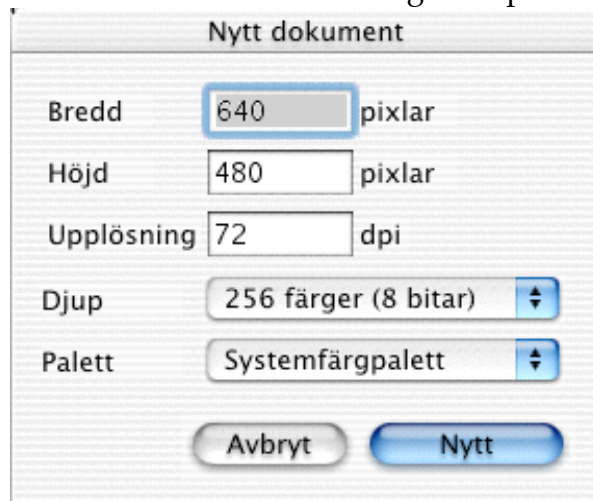 Nytt dokument
Bredd 640 pixlar
Höjd 480 pixlar
Upplösning 72 dpi
Djup 256 färger (8 bitar)
Palett Systemfärgpalett
Avbryt Nytt